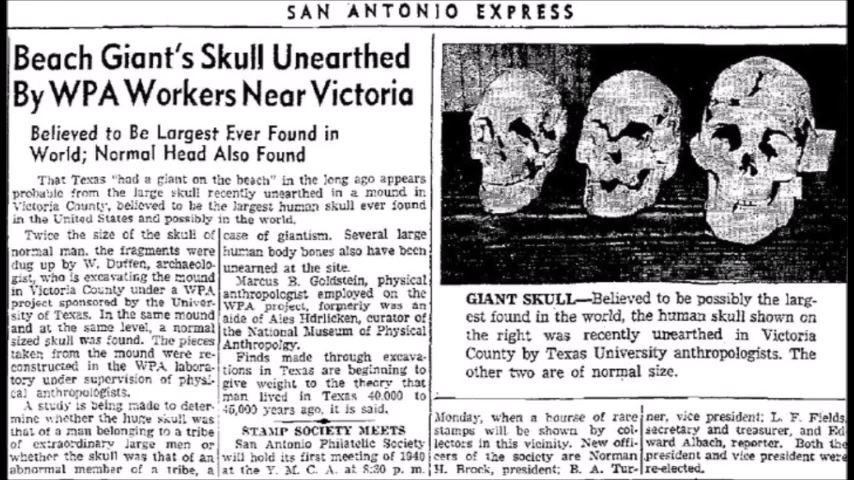 SAN ANTONIO EXPRESS
Beach Giant's Skull Unearthed
By WPA Workers Near Victoria
Believed to Be Largest Ever Found in
World; Normal Head Also Found
That Texas "had a giant on the beach" in the long ago appears
probable from the large skull recently unearthed in a mound in
Victoria County, believed to be the largest human skull ever found
in the United States and possibly in the world.
Twice the size of the skull of
normal man, the fragments were
dug up by W. Duffen, archaeolo-
gist, who is excavating the mound
in Victoria County under a WPA
project sponsored by the Univer-
sity of Texas. In the same mound
and at the same level, a normal
sized skull was found. The pieces
taken from the mound were re-
constructed in the WPA labora-
tory under supervision of physi-
cal anthropologists.
A study is being made to deter-
mine whether the huge skull was
that of a man belonging to a tribe
of extraordinary large men or
whether the skull was that of an
abnormal member of a tribe, a
case of giantism. Several large
human body bones also have been
unearned at the site.
Marcus B. Goldstein, physical
anthropologist employed on the
WPA project, formerly was an
aide of Ales Hdrlicken, curator of
the National Museum of Physical
Anthropolgy.
Finds made through excava-
tions in Texas are beginning to
give weight to the theory that
man lived in Texas 40,000 to
45,000 years ago, it is said.
STAMP SOCIETY MEETS
San Antonio Philatelic Society
will hold its first meeting of 1940
at the Y. M. C. A. at 8:30 p. m.
GIANT SKULL—Believed to be possibly the larg-
est found in the world, the human skull shown on
the right was recently unearthed in Victoria
County by Texas University anthropologists. The
other two are of normal size.
Monday, when a bourse of rare
stamps will be shown by col-
lectors in this vicinity. New offi-
cers of the society are Norman
H. Brock, president; B. A. Tur-
ner, vice president; L. F. Fields,
secretary and treasurer, and Ed-
ward Albach, reporter. Both the
president and vice president were
re-elected.